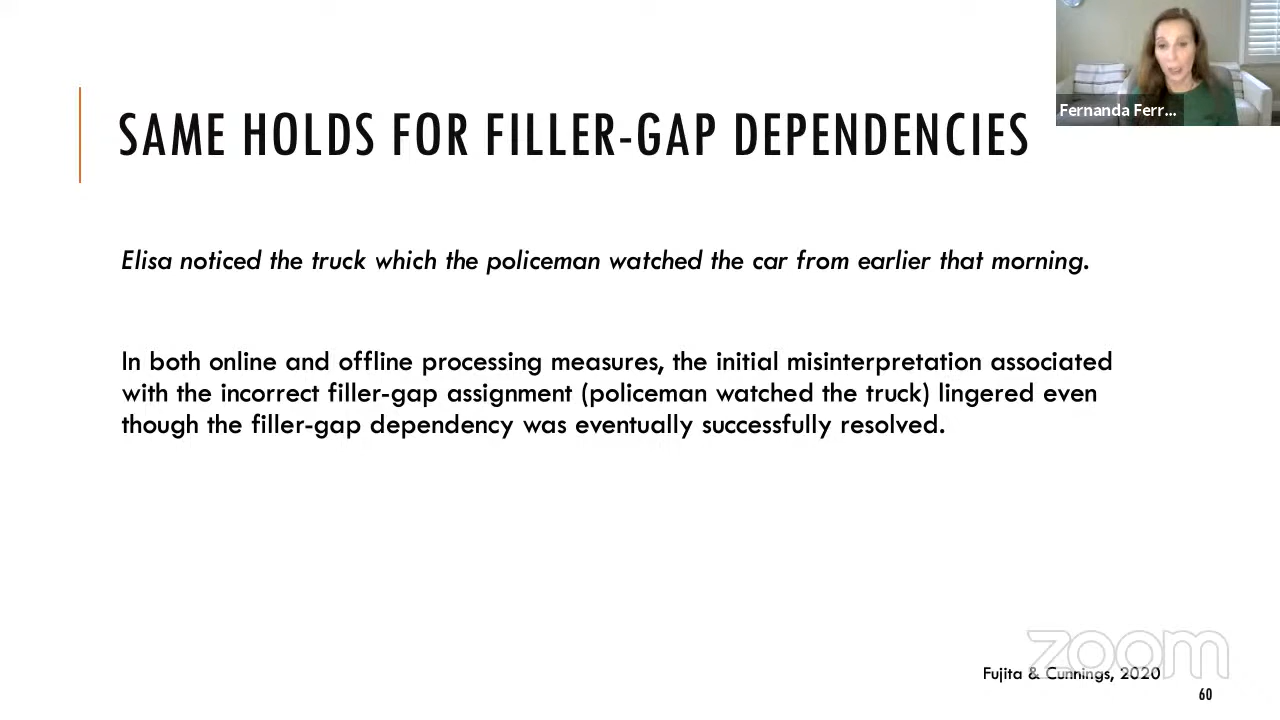 Fernanda Ferr...
SAME HOLDS FOR FILLER-GAP DEPENDENCIES
Elisa noticed the truck which the policeman watched the car from earlier that morning.
In both online and offline processing measures, the initial misinterpretation associated
with the incorrect filler-gap assignment (policeman watched the truck) lingered even
though the filler-gap dependency was eventually successfully resolved.
zoom
Fujita & Cunnings, 2020
60